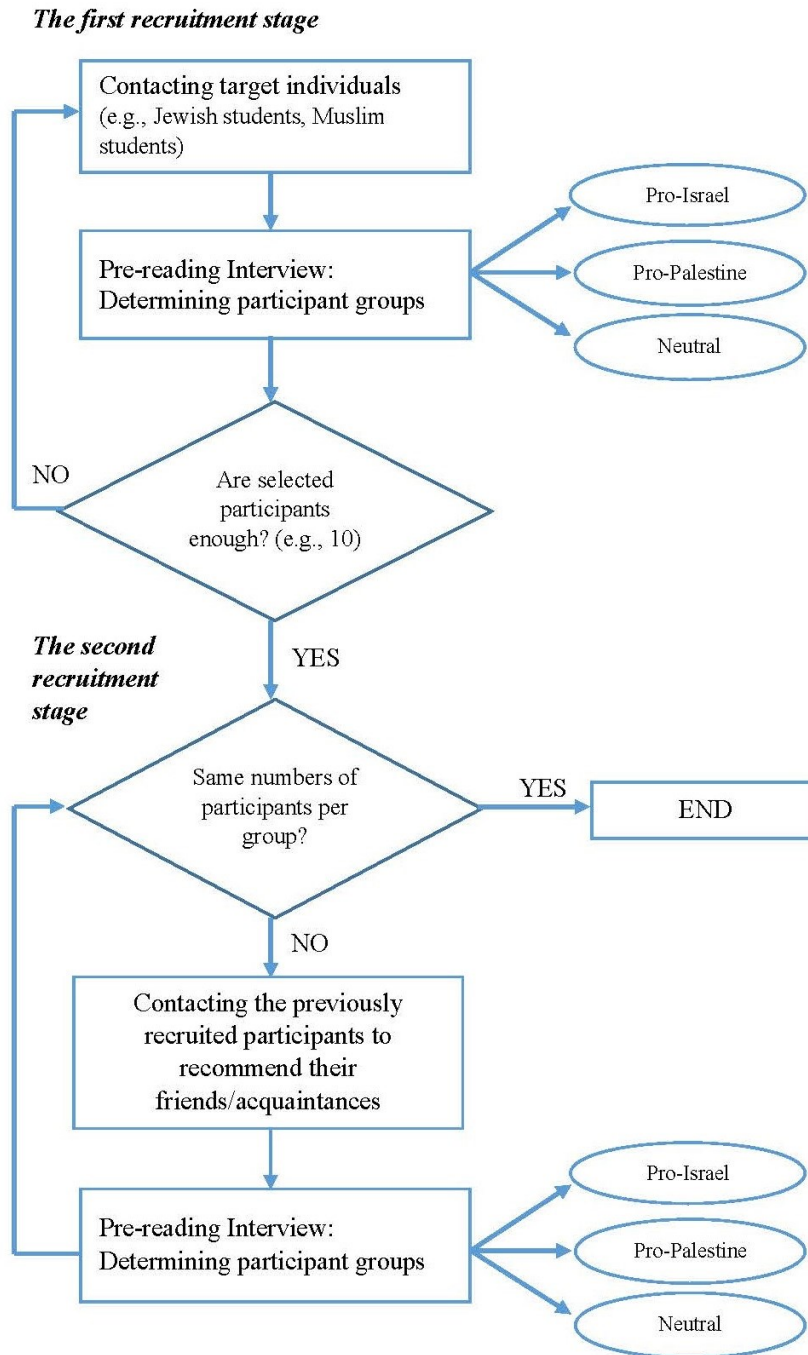 The first recruitment stage
Contacting target individuals
(e.g., Jewish students, Muslim
students)
Pro-Israel
Pre-reading Interview:
Determining participant groups
Pro-Palestine
Neutral
NO
Are selected
participants
enough? (e.g., 10)
The second
recruitment
stage
YES
Same numbers of
participants per
group?
YES
END
NO
Contacting the previously
recruited participants to
recommend their
friends/acquaintances
Pro-Israel
Pre-reading Interview:
Determining participant groups
Pro-Palestine
Neutral